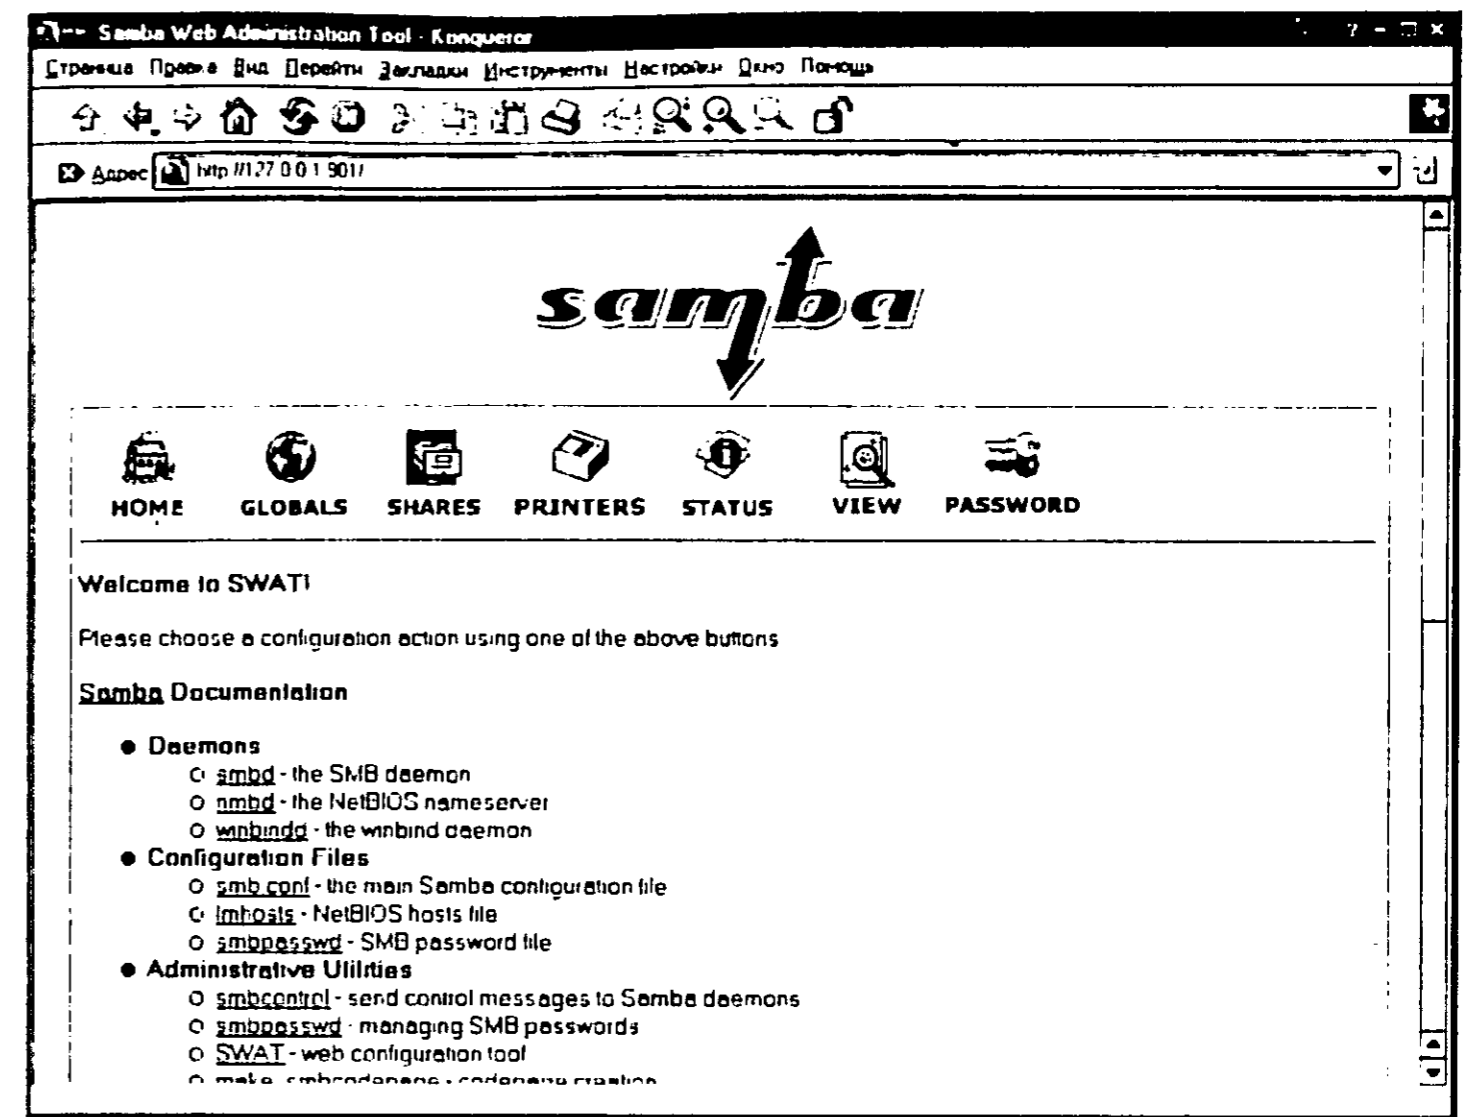 Samba Web Administration Tool - Konqueror
Страница Правка Вид Перейти Закладки Инструменты Настройки Окно Помощь
Адрес http://127.0.0.1:901/
samba
HOME GLOBALS SHARES PRINTERS STATUS VIEW PASSWORD
Welcome to SWAT!
Please choose a configuration action using one of the above buttons
Samba Documentation
Daemons
smbd - the SMB daemon
nmbd - the NetBIOS nameserver
winbindd - the winbind daemon
Configuration Files
smb.conf - the main Samba configuration file
lmhosts - NetBIOS hosts file
smbpasswd - SMB password file
Administrative Utilities
smbcontrol - send control messages to Samba daemons
smbpasswd - managing SMB passwords
SWAT - web configuration tool
make_smbcodepage - codepage creation